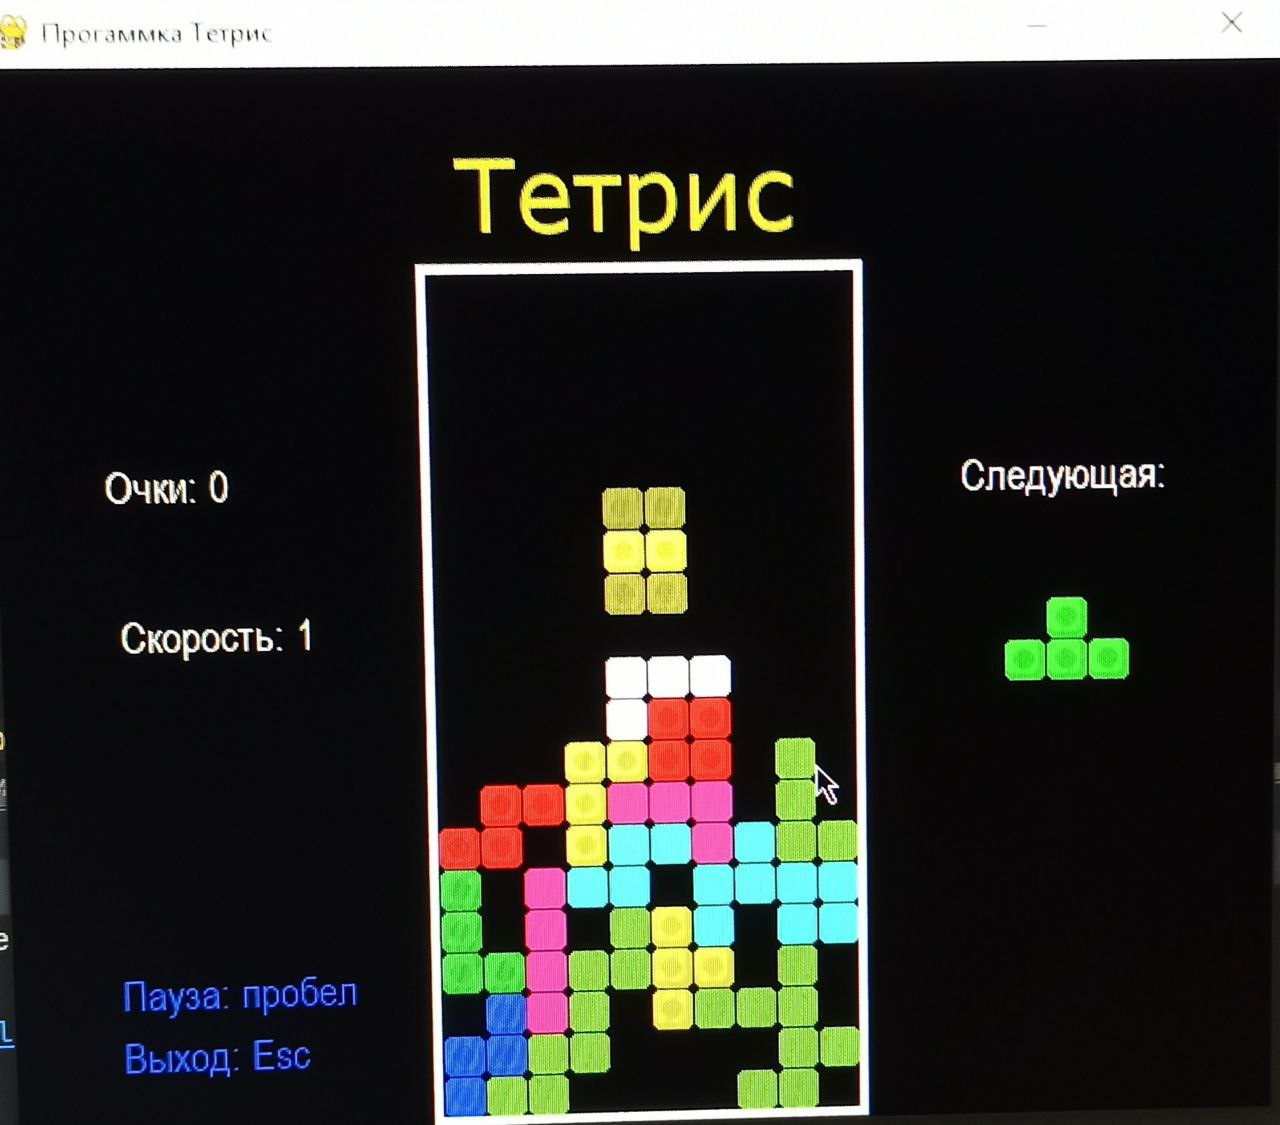 Прогаммка Тетрис
Тетрис
Очки: 0
Скорость: 1
Следующая:
Пауза: пробел
Выход: Esc